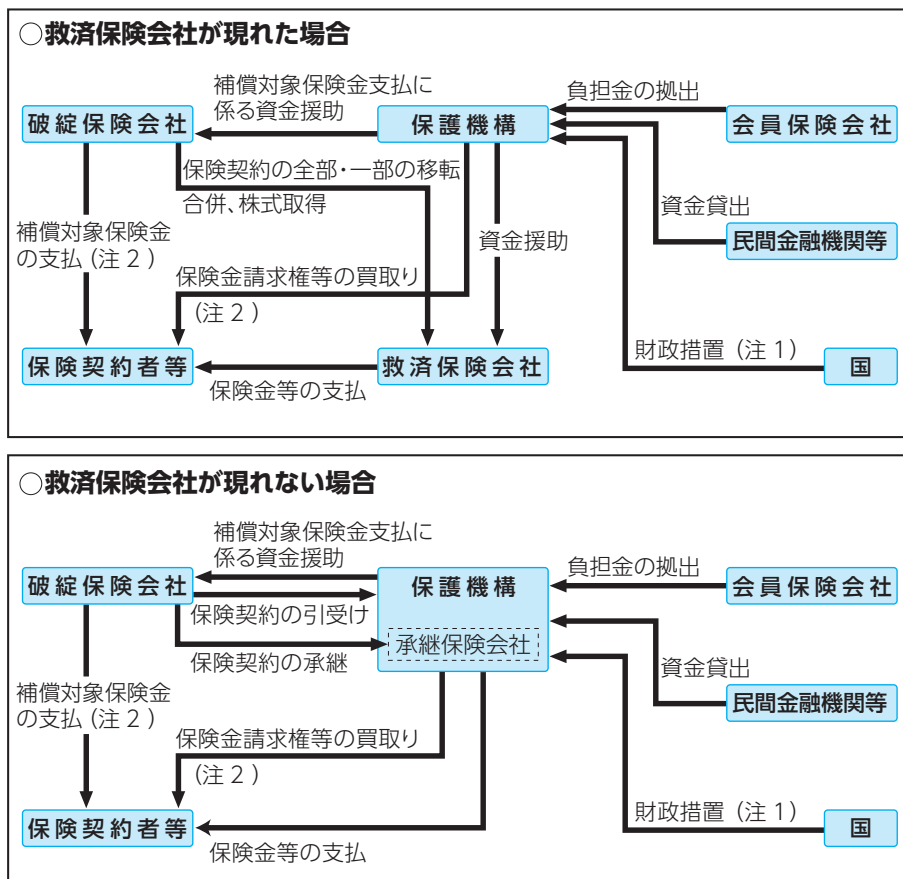 ○救済保険会社が現れた場合
補償対象保険金支払に
係る資金援助
負担金の拠出
破綻保険会社
保護機構
会員保険会社
保険契約の全部・一部の移転
合併、株式取得
資金貸出
補償対象保険金
の支払(注2)
資金援助
民間金融機関等
保険金請求権等の買取り
(注2)
財政措置(注1)
保険契約者等
救済保険会社
国
保険金等の支払
○救済保険会社が現れない場合
補償対象保険金支払に
係る資金援助
負担金の拠出
破綻保険会社
保護機構
会員保険会社
保険契約の引受け
承継保険会社
保険契約の承継
資金貸出
補償対象保険金
の支払(注2)
民間金融機関等
保険金請求権等の買取り
(注2)
財政措置(注1)
保険契約者等
国
保険金等の支払